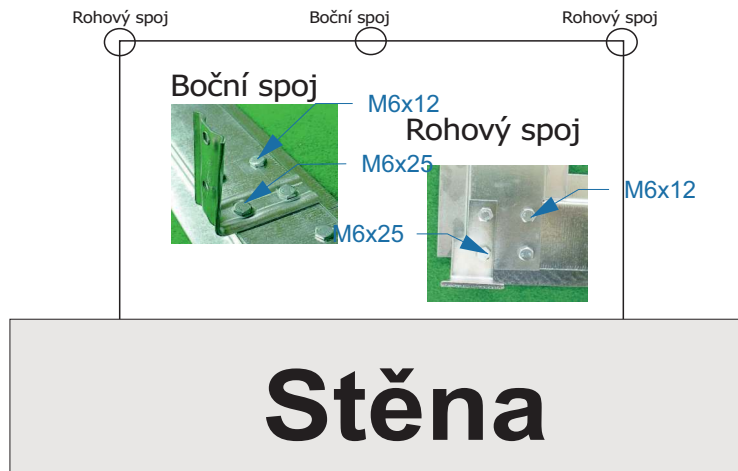 Rohový spoj
Boční spoj
Rohový spoj
Boční spoj
M6x12
Rohový spoj
M6x25
M6x12
M6x25
Stěna